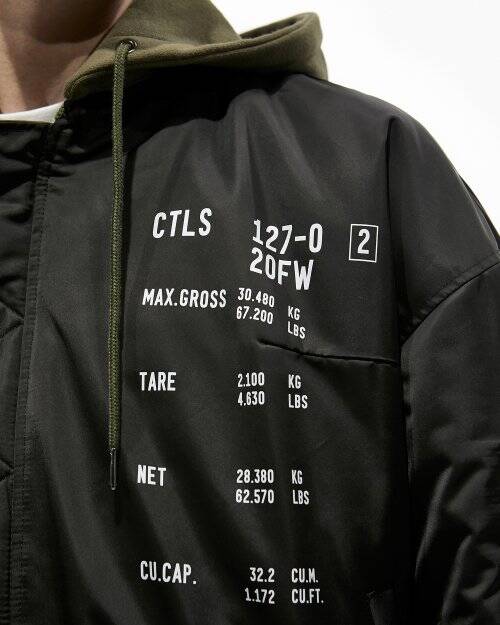 CTLS 127-0 2
20FW
MAX.GROSS 30.480 KG
67.200 LBS
TARE 2.100 KG
4.630 LBS
NET 28.380 KG
62.570 LBS
CU.CAP. 32.2 CU.M.
1.172 CU.FT.